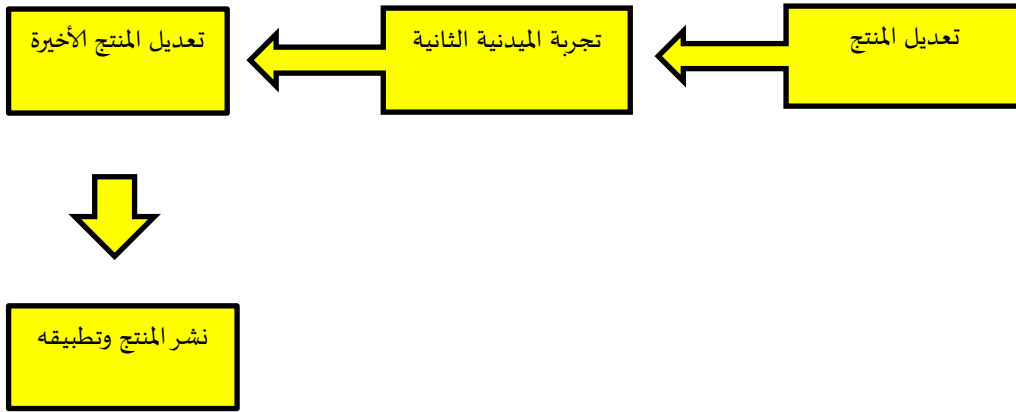 تعديل المنتج
تجربة الميدنية الثانية
تعديل المنتج الأخيرة
نشر المنتج وتطبيقه